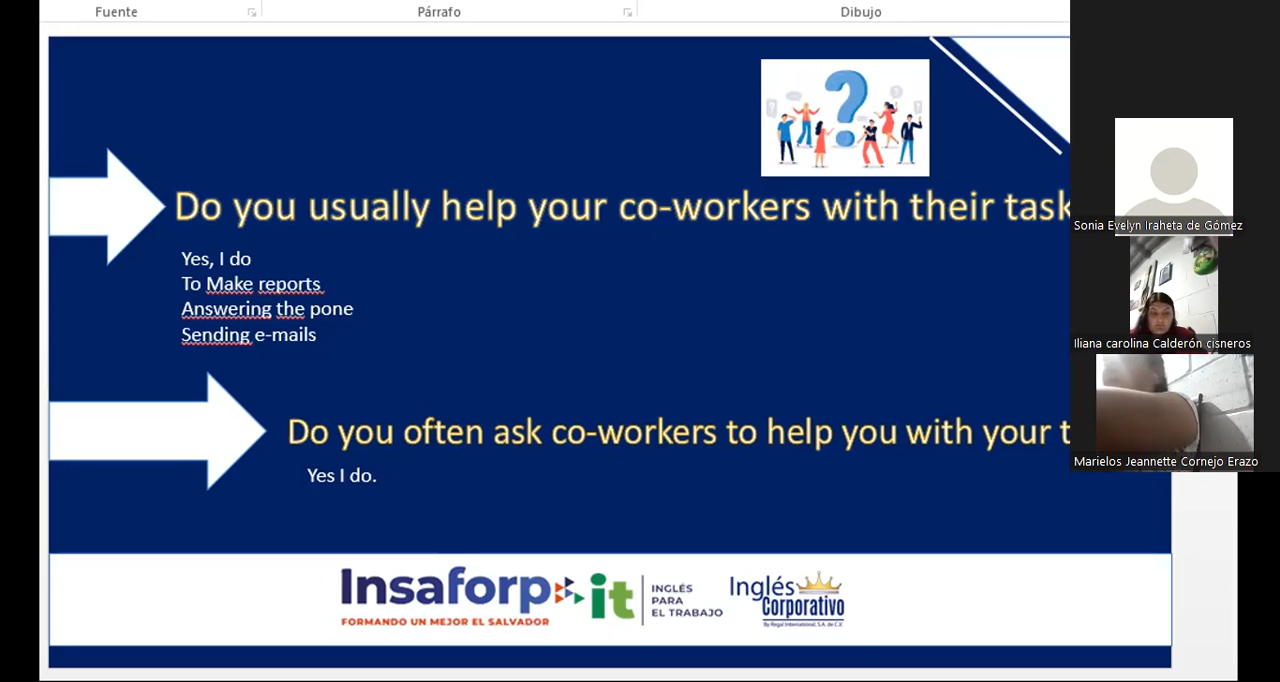 Fuente
Párrafo
Dibujo
Do you usually help your co-workers with their task
Yes, I do
To Make reports
Answering the pone
Sending e-mails
Do you often ask co-workers to help you with your t
Yes I do.
Sonia Evelyn Iraheta de Gómez
Iliana carolina Calderón cisneros
Marielos Jeannette Cornejo Erazo
Insaforp
FORMANDO UN MEJOR EL SALVADOR
it
INGLÉS
PARA
EL TRABAJO
Inglés
Corporativo
By Regal International, S.A. de C.V.